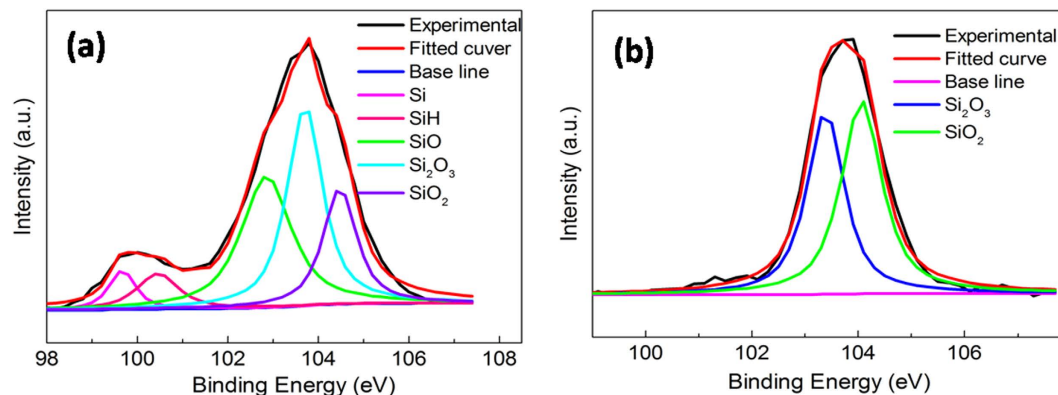 (a)
Experimental
Fitted cuver
Base line
Si
SiH
SiO
Si₂O₃
SiO₂
Intensity (a.u.)
98 100 102 104 106 108
Binding Energy (eV)
(b)
Experimental
Fitted curve
Base line
Si₂O₃
SiO₂
Intensity (a.u.)
100 102 104 106
Binding Energy (eV)